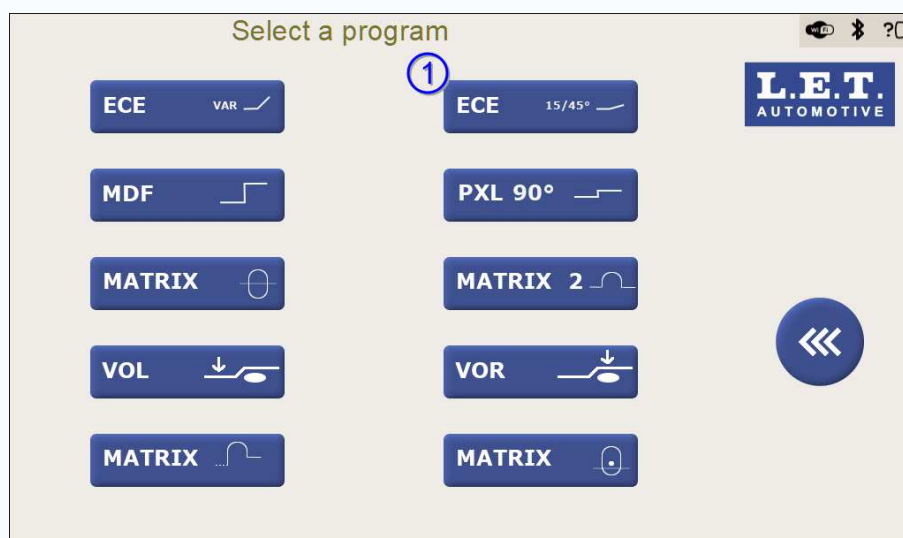 Select a program
WiFi ?
1
ECE VAR
ECE 15/45°
L.E.T.
AUTOMOTIVE
MDF
PXL 90°
MATRIX
MATRIX 2
VOL
VOR
MATRIX
MATRIX